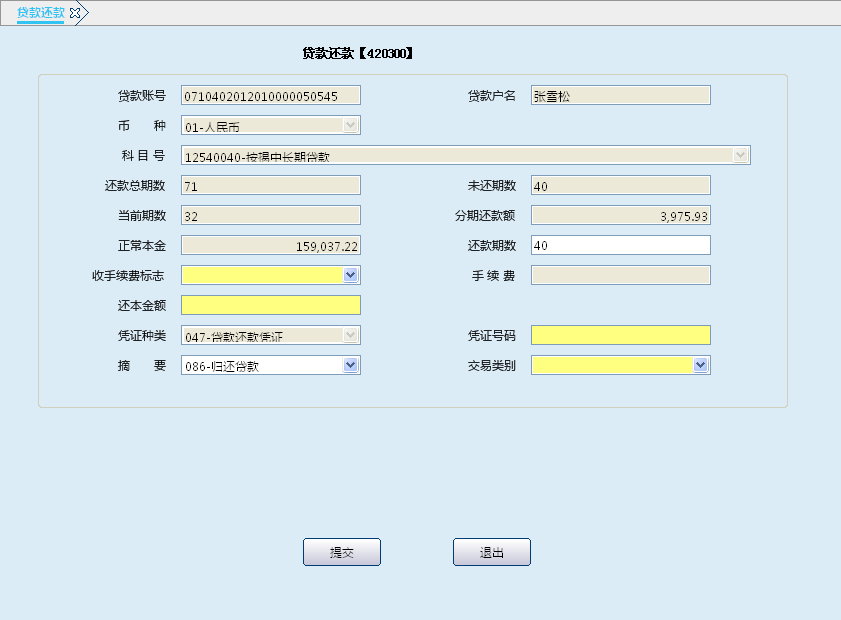 贷款还款
贷款还款【420300】
贷款账号 0710402012010000050545 贷款户名 张雪松
币 种 01-人民币
科 目 号 12540040-按揭中长期贷款
还款总期数 71 未还期数 40
当前期数 32 分期还款额 3,975.93
正常本金 159,037.22 还款期数 40
收手续费标志 手 续 费
还本金额
凭证种类 047-贷款还款凭证 凭证号码
摘 要 086-归还贷款 交易类别
提交 退出